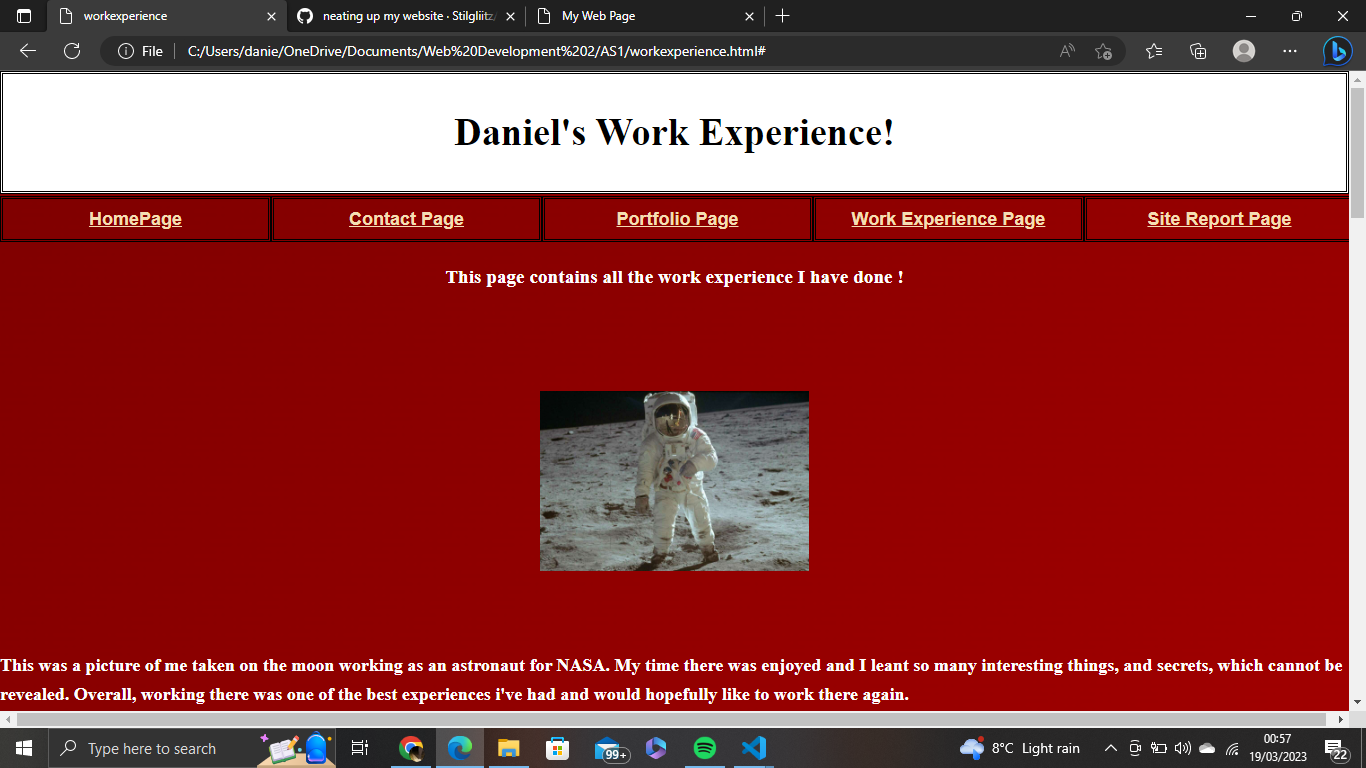 workexperience
neating up my website · Stilgliitz/
My Web Page
File
C:/Users/danie/OneDrive/Documents/Web%20Development%202/AS1/workexperience.html#
Daniel's Work Experience!
HomePage
Contact Page
Portfolio Page
Work Experience Page
Site Report Page
This page contains all the work experience I have done !
This was a picture of me taken on the moon working as an astronaut for NASA. My time there was enjoyed and I leant so many interesting things, and secrets, which cannot be
revealed. Overall, working there was one of the best experiences i've had and would hopefully like to work there again.
Type here to search
99+
8°C Light rain
00:57
19/03/2023
22